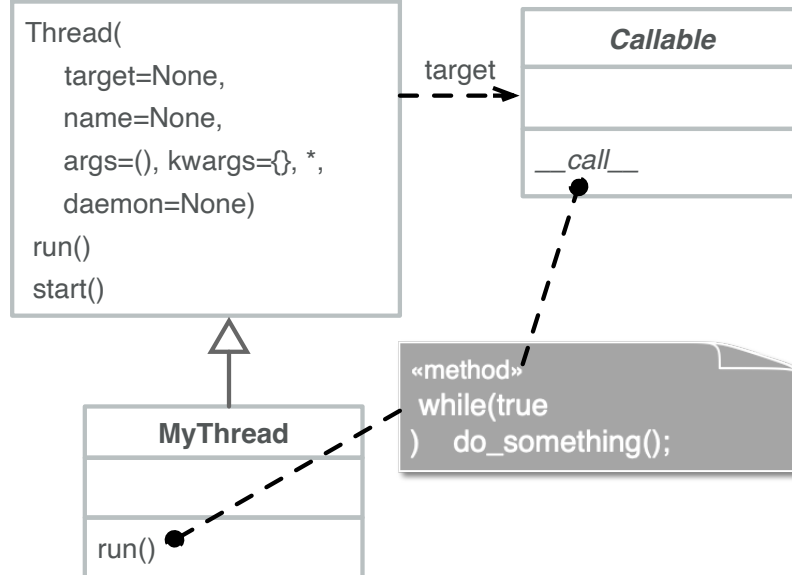 Thread(
target=None,
name=None,
args=(), kwargs={}, *,
daemon=None)
run()
start()
target
Callable
__call__
«method»
while(true
) do_something();
MyThread
run()